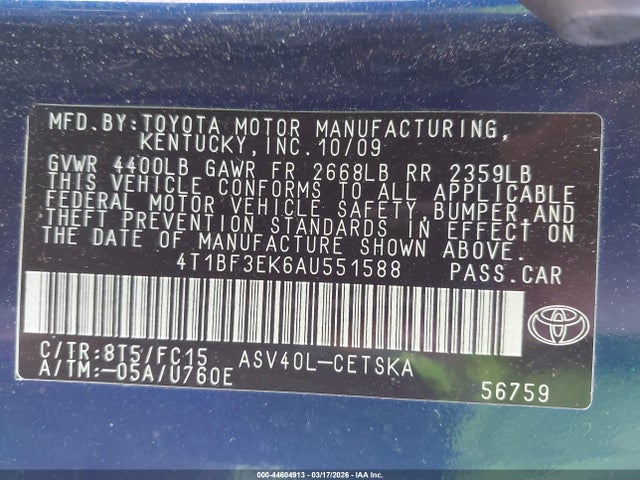 MFD.BY:TOYOTA MOTOR MANUFACTURING,
KENTUCKY, INC. 10/09
GVWR 4400LB GAWR FR 2668LB RR 2359LB
THIS VEHICLE CONFORMS TO ALL APPLICABLE
FEDERAL MOTOR VEHICLE SAFETY, BUMPER, AND
THEFT PREVENTION STANDARDS IN EFFECT ON
THE DATE OF MANUFACTURE SHOWN ABOVE.
4T1BF3EK6AU551588 PASS.CAR
C/TR:8T5/FC15 ASV40L-CETSKA
A/TM:-05A/U760E
56759
000-44604913 - 03/17/2026 - IAA Inc.